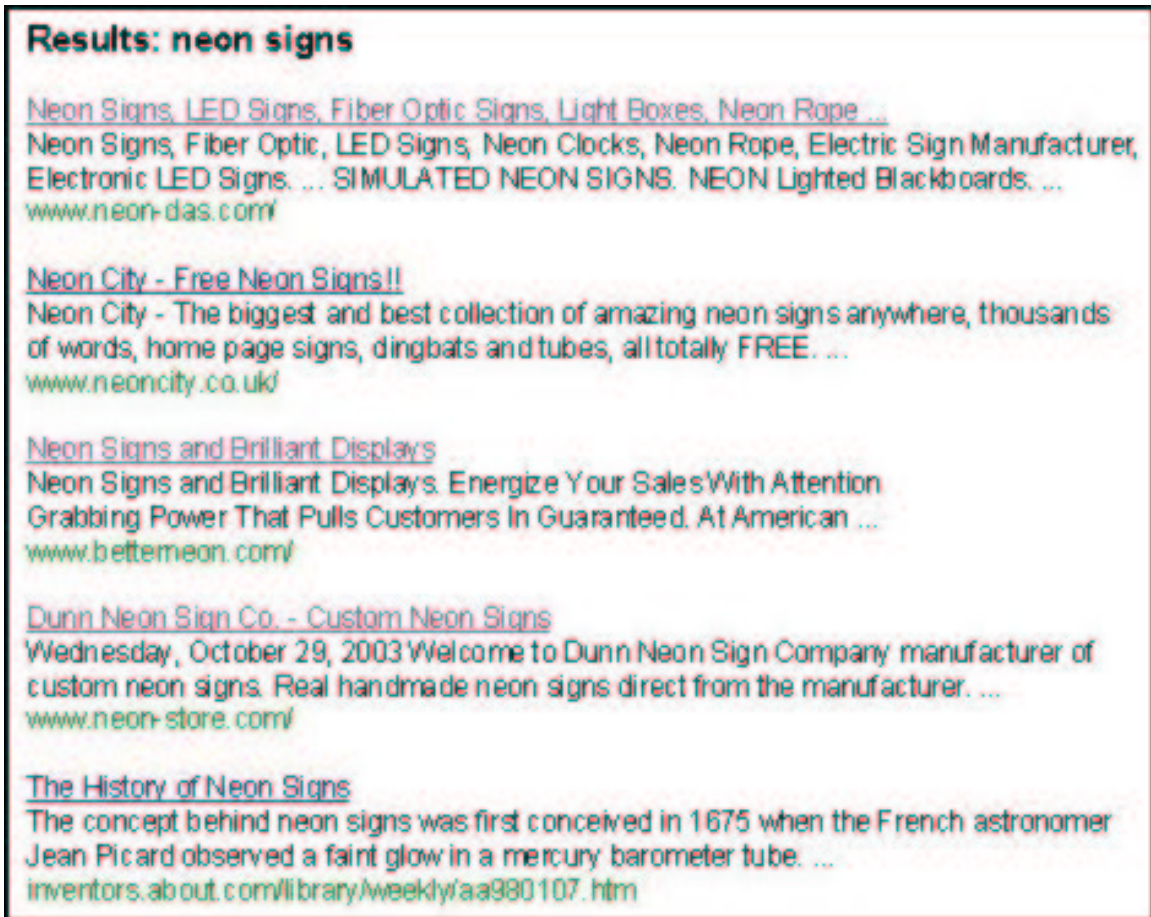 Results: neon signs
Neon Signs, LED Signs, Fiber Optic Signs, Light Boxes, Neon Rope ...
Neon Signs, Fiber Optic, LED Signs, Neon Clocks, Neon Rope, Electric Sign Manufacturer,
Electronic LED Signs. ... SIMULATED NEON SIGNS. NEON Lighted Blackboards. ...
www.neon-das.com/
Neon City - Free Neon Signs!!
Neon City - The biggest and best collection of amazing neon signs anywhere, thousands
of words, home page signs, dingbats and tubes, all totally FREE. ...
www.neoncity.co.uk/
Neon Signs and Brilliant Displays
Neon Signs and Brilliant Displays. Energize Your Sales With Attention
Grabbing Power That Pulls Customers In Guaranteed. At American ...
www.betterneon.com/
Dunn Neon Sign Co. - Custom Neon Signs
Wednesday, October 29, 2003 Welcome to Dunn Neon Sign Company manufacturer of
custom neon signs. Real handmade neon signs direct from the manufacturer. ...
www.neon-store.com/
The History of Neon Signs
The concept behind neon signs was first conceived in 1675 when the French astronomer
Jean Picard observed a faint glow in a mercury barometer tube. ...
inventors.about.com/library/weekly/aa980107.htm